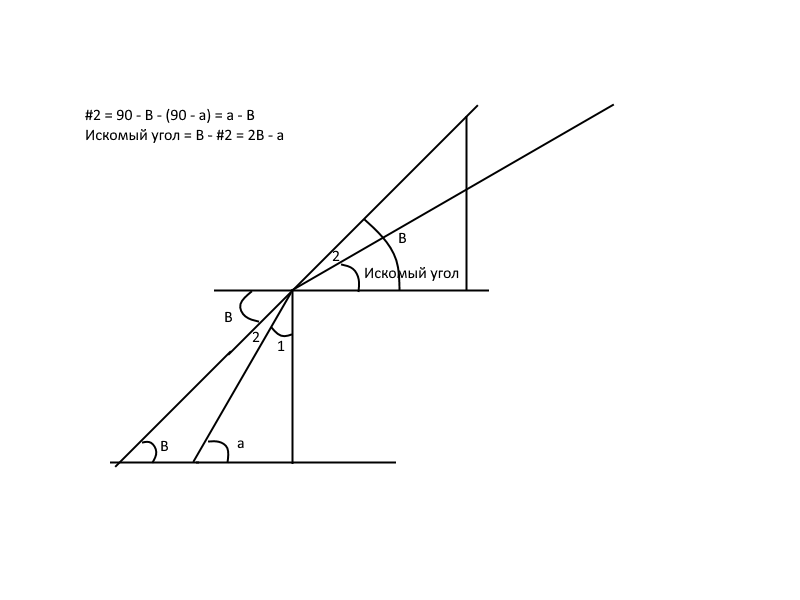 #2 = 90 - B - (90 - a) = a - B
Искомый угол = B - #2 = 2B - a
B
2
Искомый угол
B
2
1
B
a